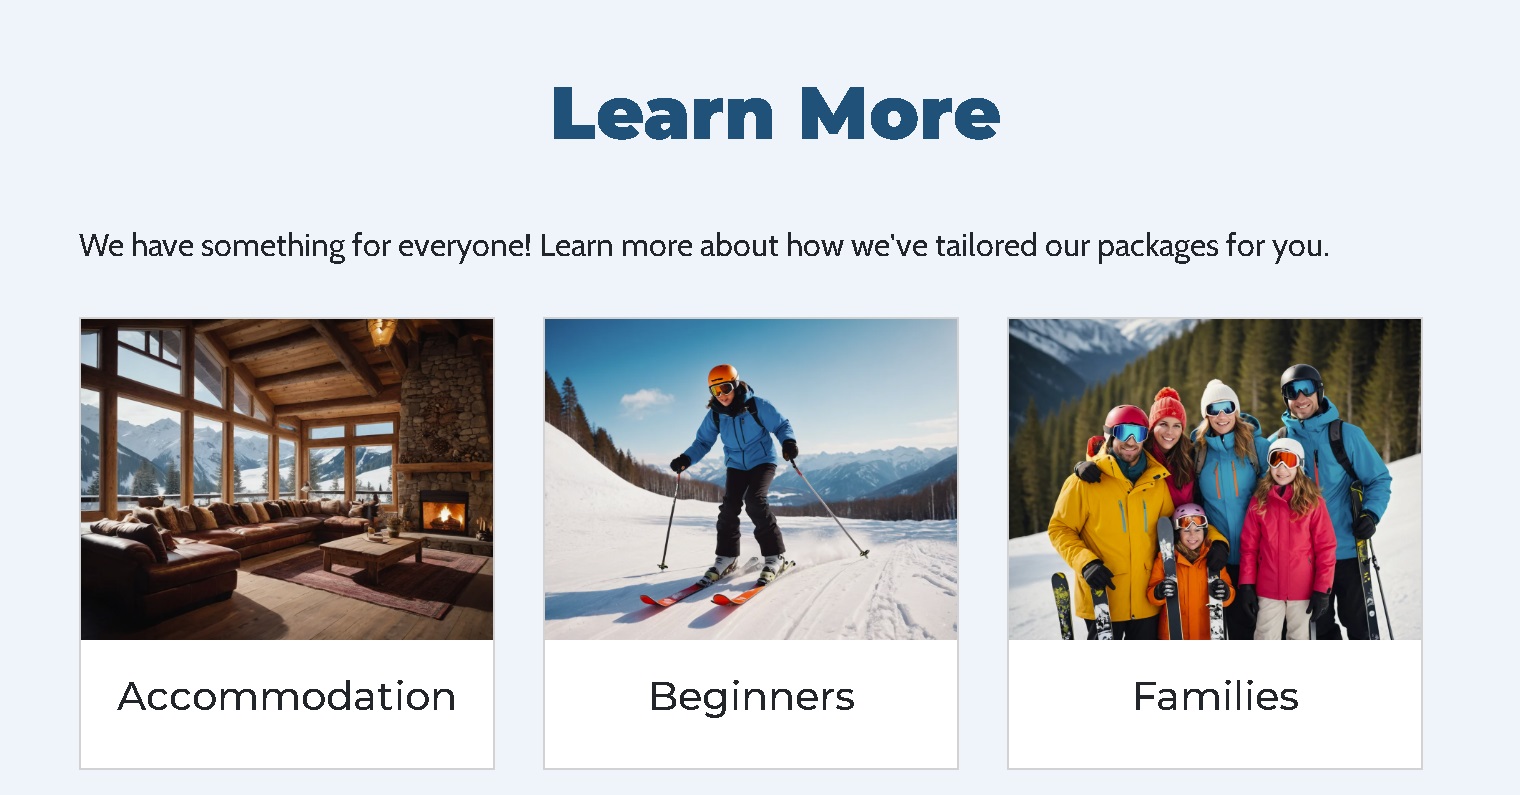 Learn More
We have something for everyone! Learn more about how we've tailored our packages for you.
Accommodation
Beginners
Families